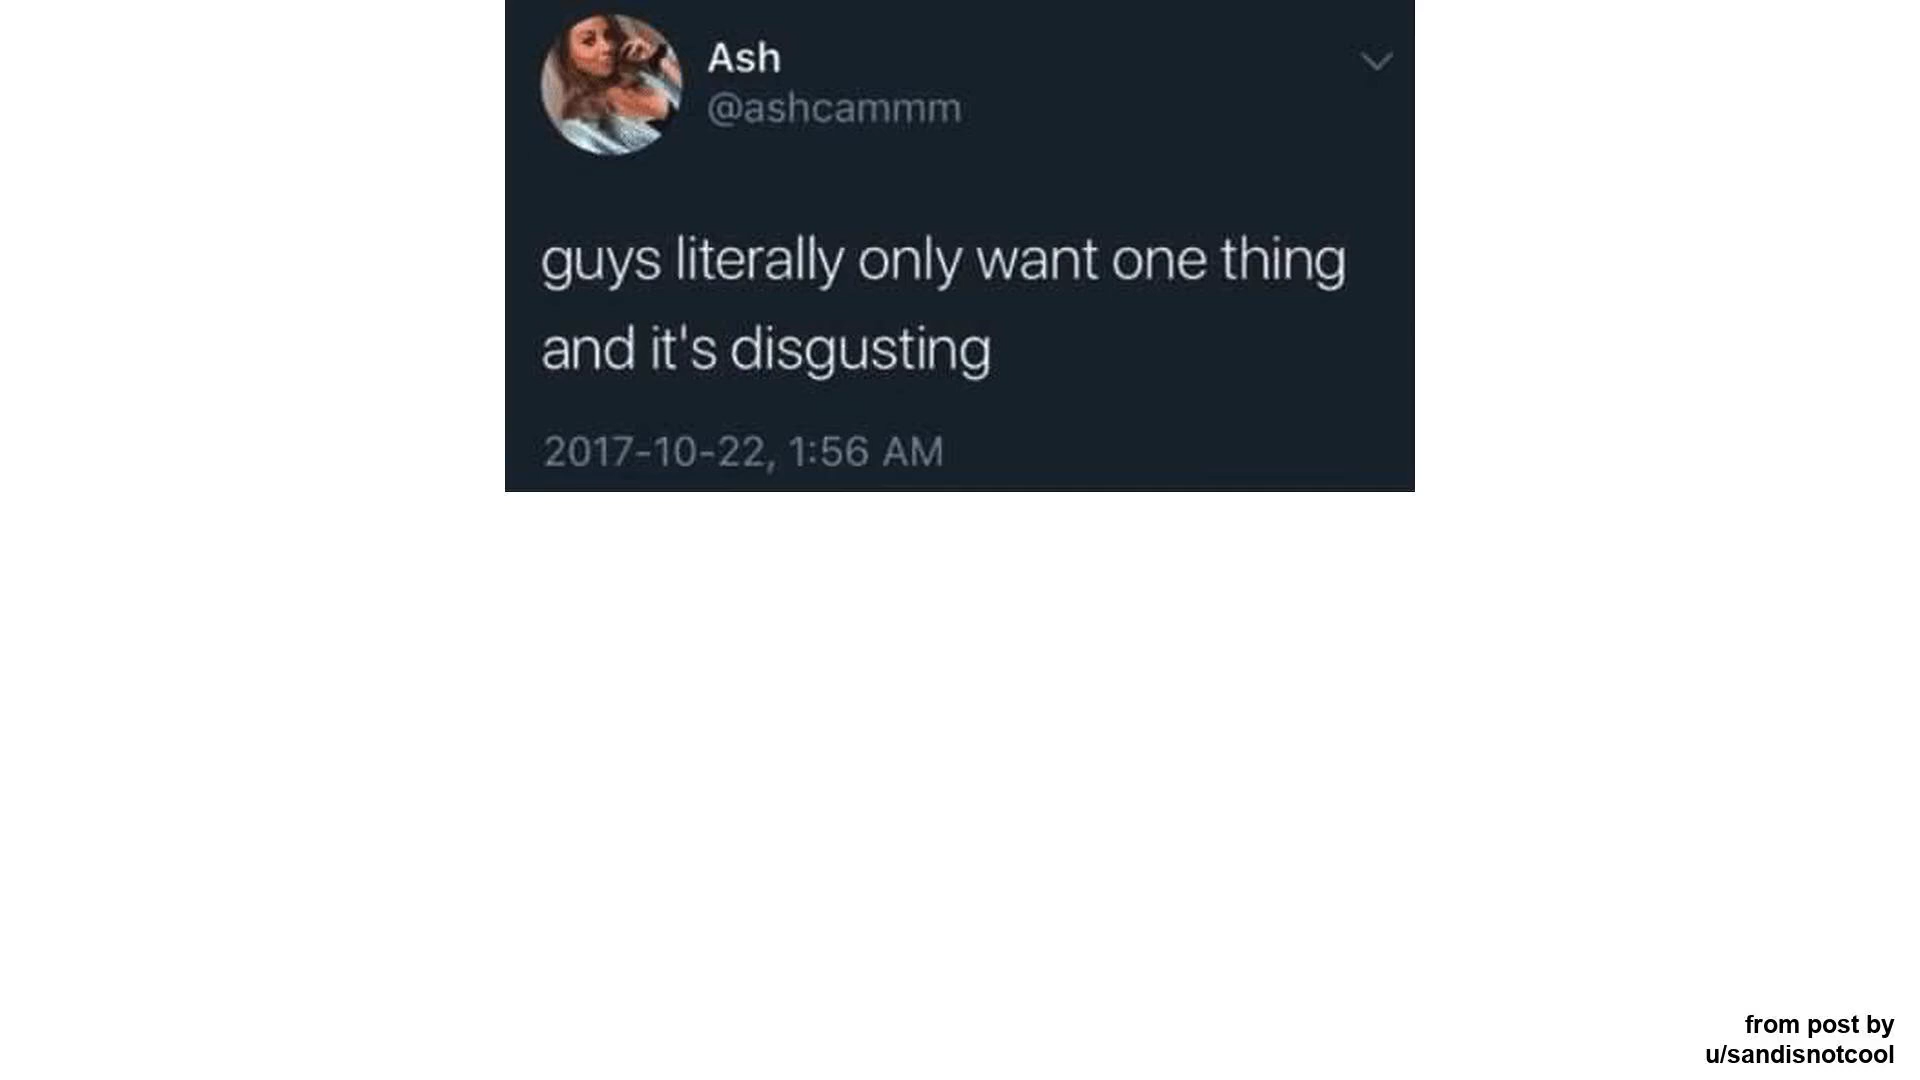 Ash
@ashcammm
guys literally only want one thing
and it's disgusting
2017-10-22, 1:56 AM
from post by
u/sandisnotcool